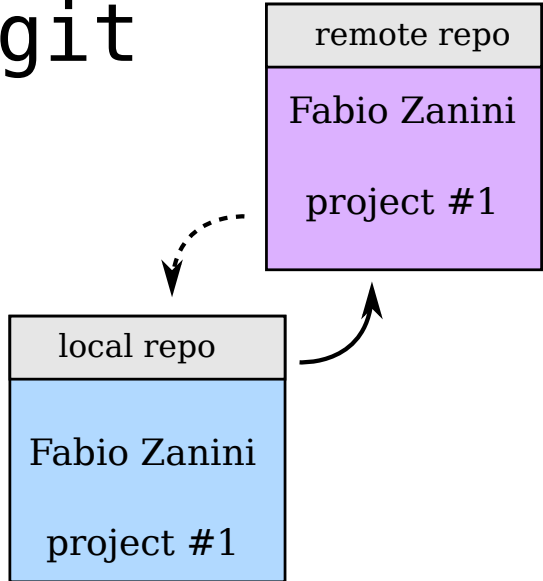 git
remote repo
Fabio Zanini
project #1
local repo
Fabio Zanini
project #1